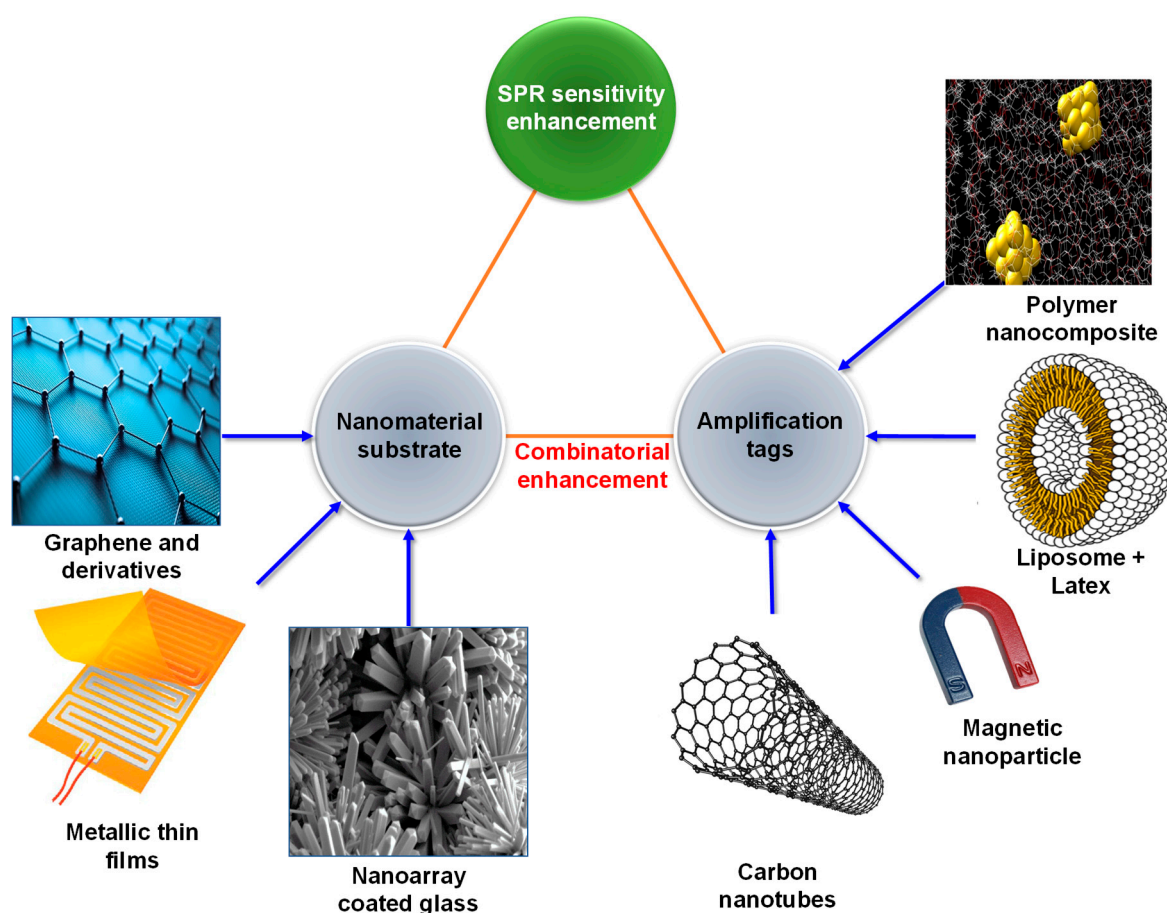 SPR sensitivity
enhancement
Polymer
nanocomposite
Nanomaterial
substrate
Amplification
tags
Combinatorial
enhancement
Graphene and
derivatives
Liposome +
Latex
S
N
Magnetic
nanoparticle
Metallic thin
films
Nanoarray
coated glass
Carbon
nanotubes